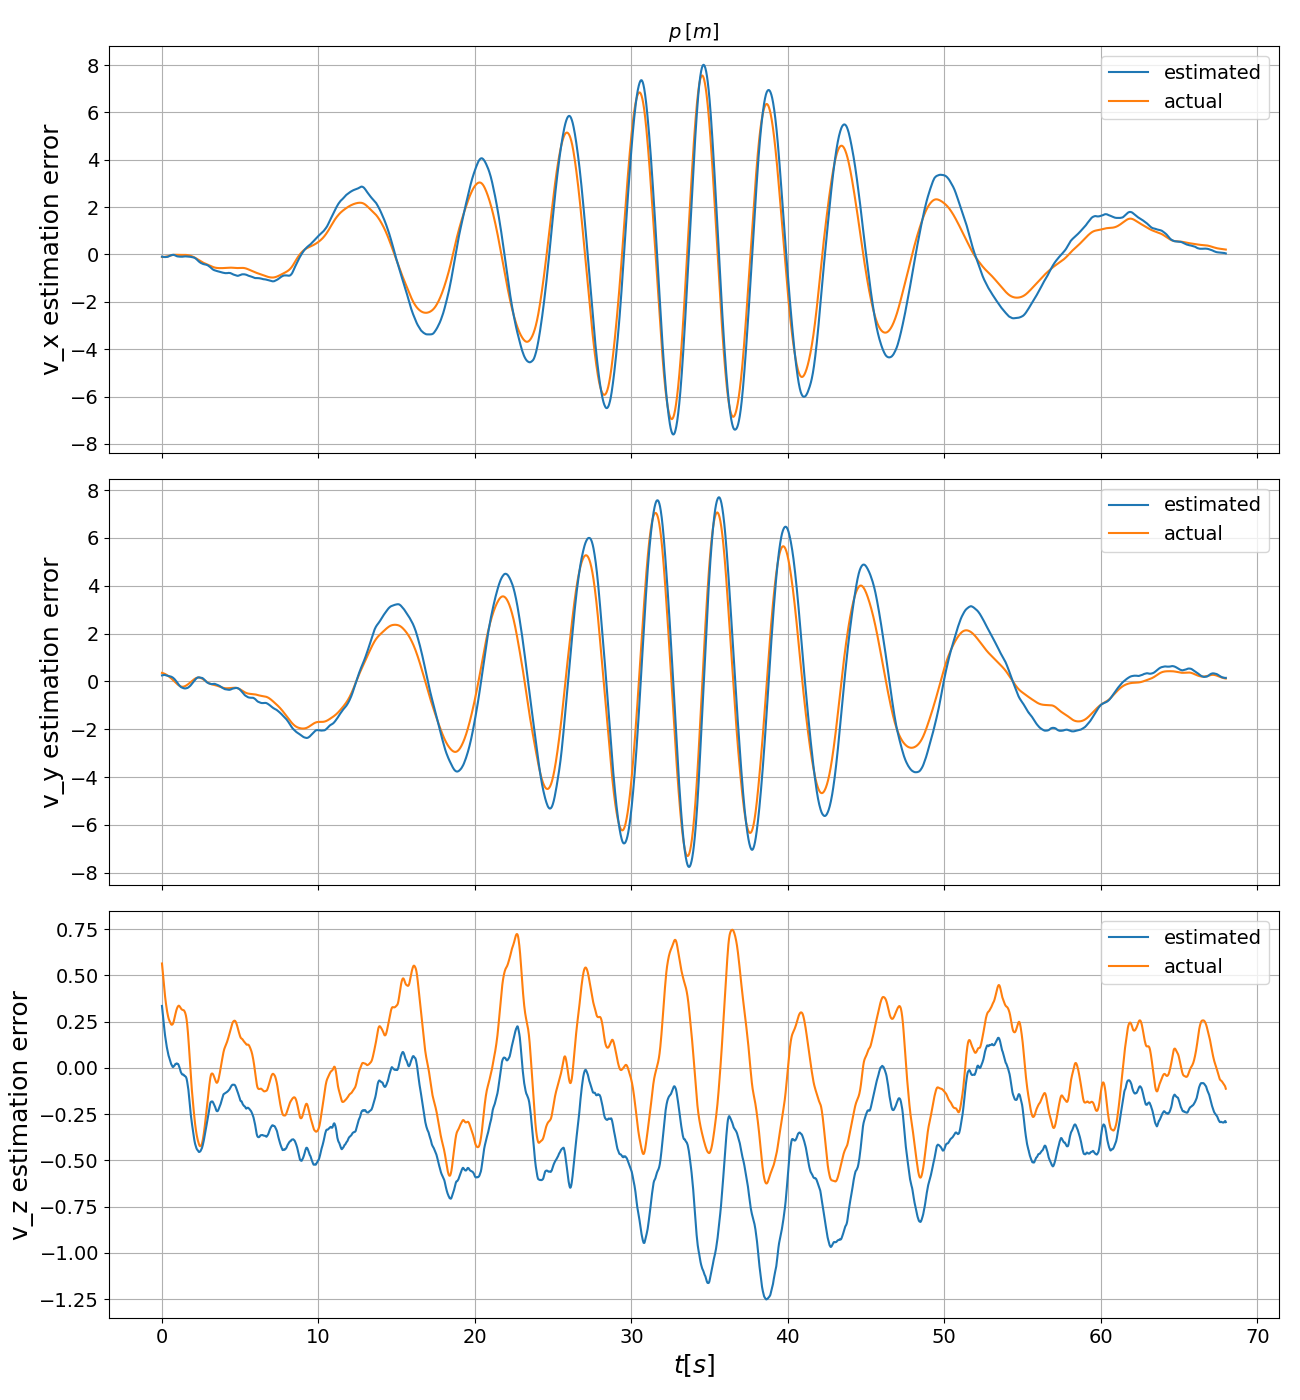 p [m]
v_x estimation error
8
6
4
2
0
−2
−4
−6
−8
estimated
actual
v_y estimation error
8
6
4
2
0
−2
−4
−6
−8
estimated
actual
v_z estimation error
0.75
0.50
0.25
0.00
−0.25
−0.50
−0.75
−1.00
−1.25
estimated
actual
0 10 20 30 40 50 60 70
t[s]